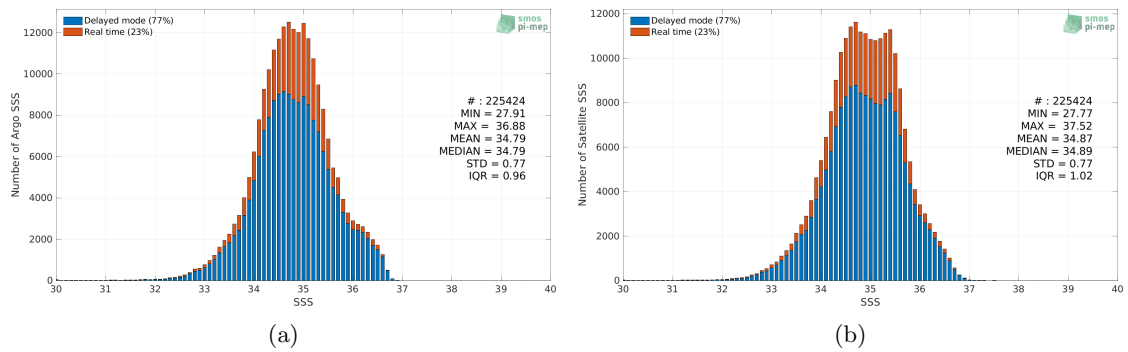 Delayed mode (77%)
Real time (23%)
smos
pi-mep
12000
10000
8000
6000
4000
2000
0
Number of Argo SSS
# : 225424
MIN = 27.91
MAX = 36.88
MEAN = 34.79
MEDIAN = 34.79
STD = 0.77
IQR = 0.96
30 31 32 33 34 35 36 37 38 39 40
SSS
(a)
Delayed mode (77%)
Real time (23%)
smos
pi-mep
12000
10000
8000
6000
4000
2000
0
Number of Satellite SSS
# : 225424
MIN = 27.77
MAX = 37.52
MEAN = 34.87
MEDIAN = 34.89
STD = 0.77
IQR = 1.02
30 31 32 33 34 35 36 37 38 39 40
SSS
(b)